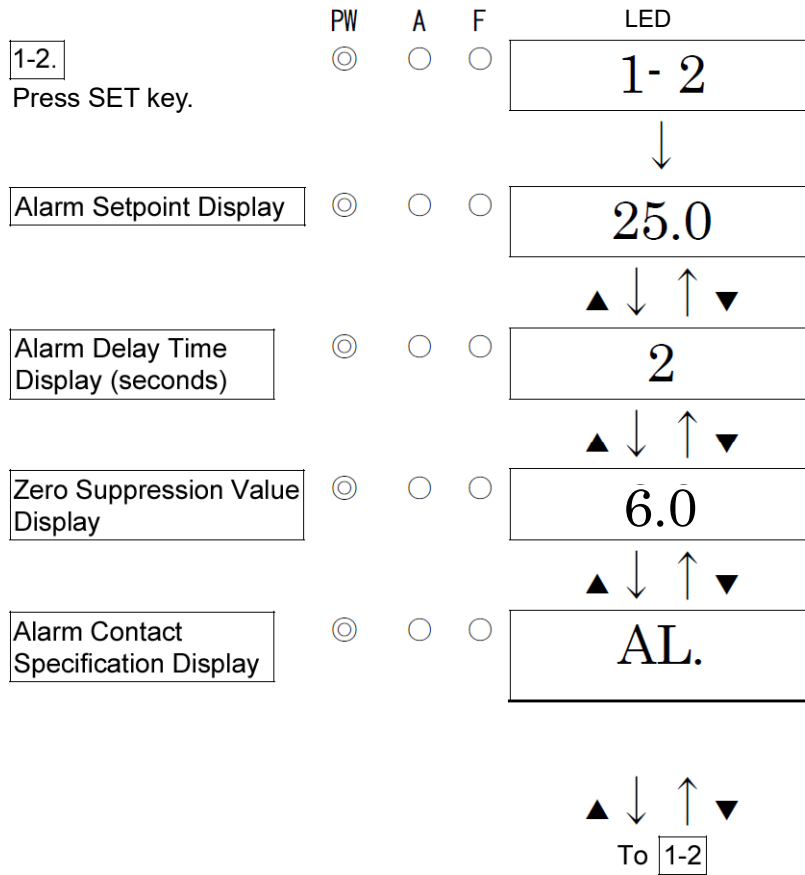 PW A F LED
1-2. ◎ ○ ○ 1- 2
Press SET key.
↓
Alarm Setpoint Display ◎ ○ ○ 25.0
▲ ↓ ↑ ▼
Alarm Delay Time
Display (seconds) ◎ ○ ○ 2
▲ ↓ ↑ ▼
Zero Suppression Value
Display ◎ ○ ○ 6.0
▲ ↓ ↑ ▼
Alarm Contact
Specification Display ◎ ○ ○ AL.
▲ ↓ ↑ ▼
To 1-2